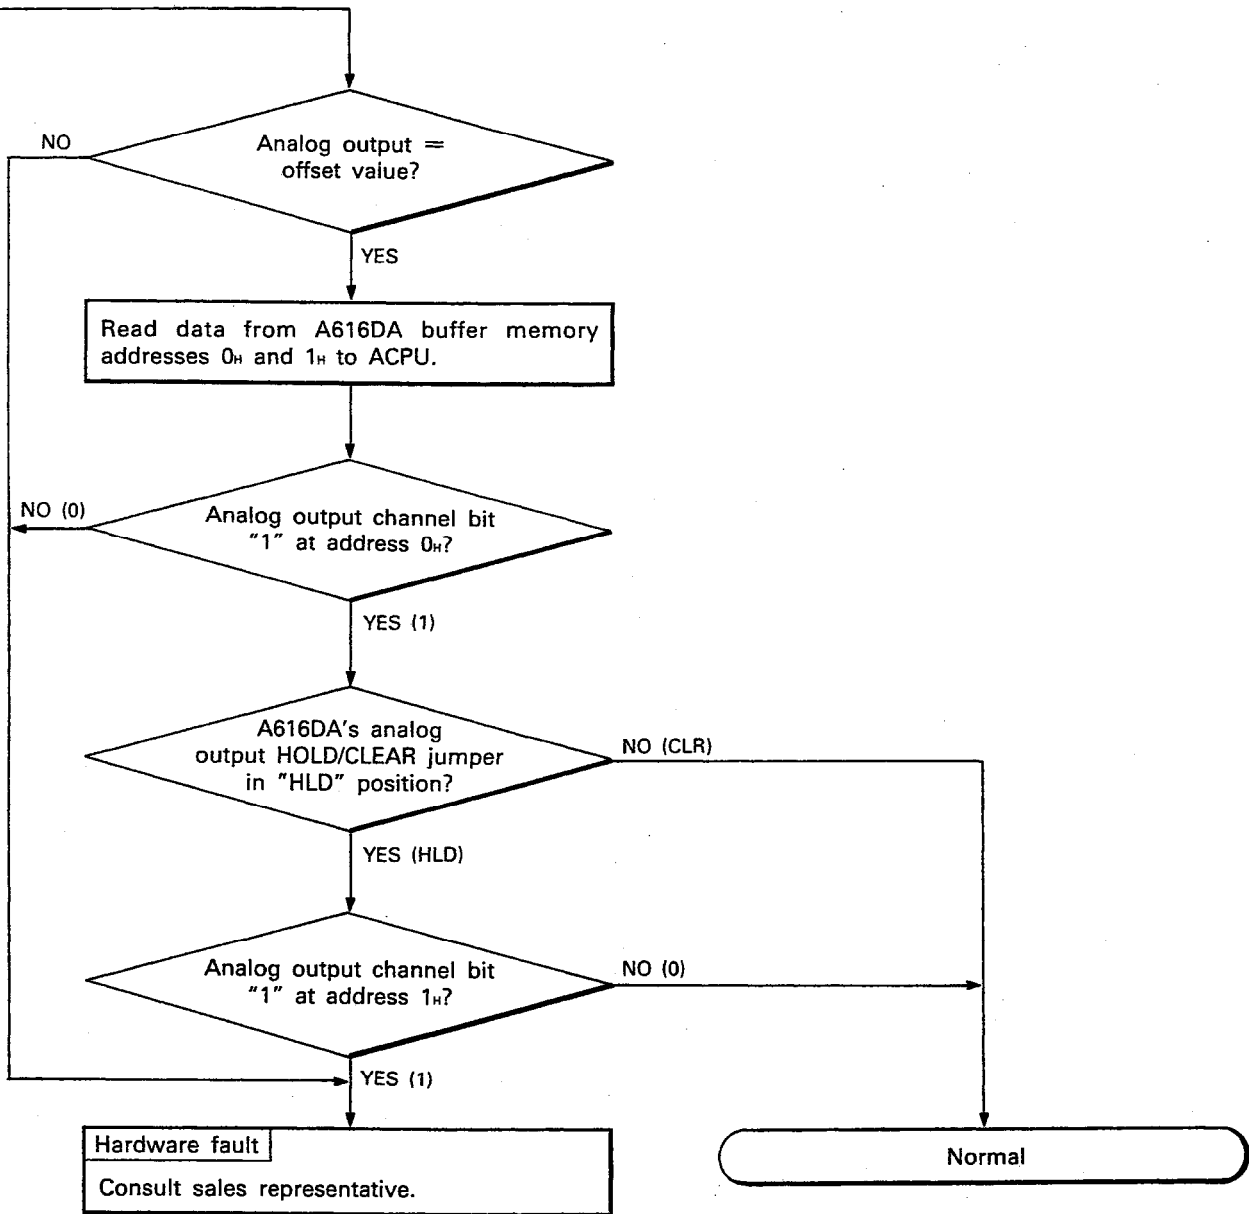 NO
Analog output =
offset value?
YES
Read data from A616DA buffer memory
addresses 0H and 1H to ACPU.
NO (0)
Analog output channel bit
"1" at address 0H?
YES (1)
A616DA's analog
output HOLD/CLEAR jumper
in "HLD" position?
NO (CLR)
YES (HLD)
Analog output channel bit
"1" at address 1H?
NO (0)
YES (1)
Hardware fault
Consult sales representative.
Normal